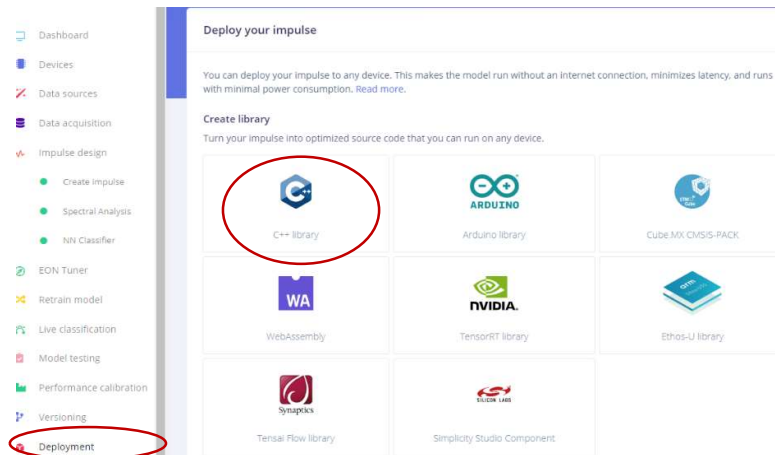 Dashboard
Devices
Data sources
Data acquisition
Impulse design
Create impulse
Spectral Analysis
NN Classifier
EON Tuner
Retrain model
Live classification
Model testing
Performance calibration
Versioning
Deployment
Deploy your impulse
You can deploy your impulse to any device. This makes the model run without an internet connection, minimizes latency, and runs
with minimal power consumption. Read more.
Create library
Turn your impulse into optimized source code that you can run on any device.
C++
C++ library
ARDUINO
Arduino library
Cube.MX CMSIS-PACK
WA
WebAssembly
NVIDIA.
TensorRT library
arm
Ethos-U library
Synaptics
Tensai Flow library
SILICON LABS
Simplicity Studio Component